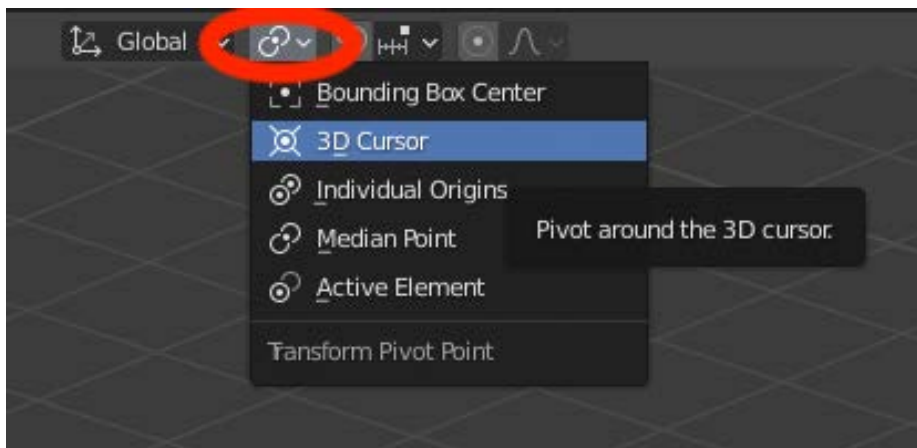 Global
Bounding Box Center
3D Cursor
Individual Origins
Pivot around the 3D cursor.
Median Point
Active Element
Transform Pivot Point